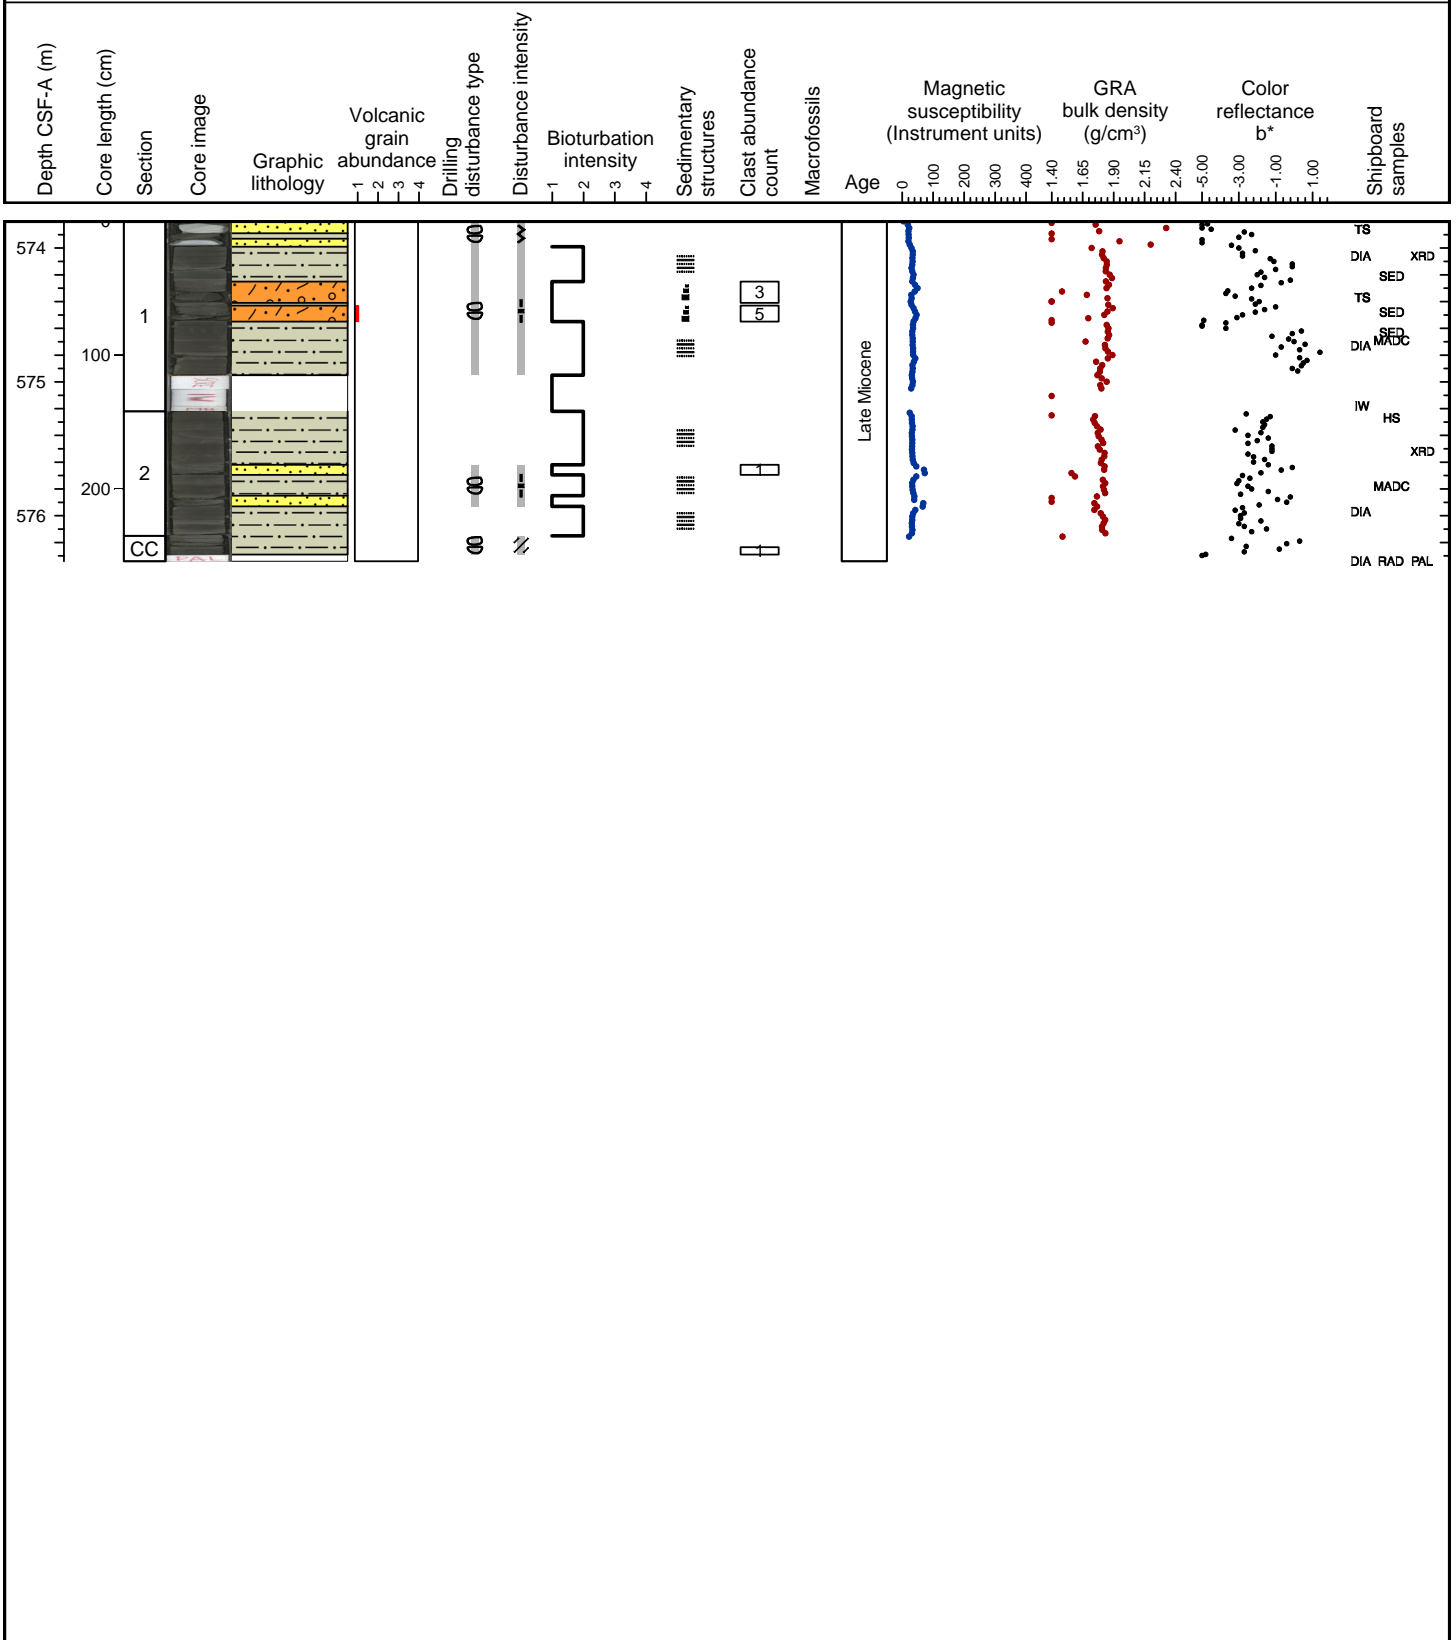 Depth CSF-A (m)
Core length (cm)
Section
Core image
Graphic
lithology
Volcanic
grain
abundance
1 2 3 4
Drilling
disturbance type
Disturbance intensity
Bioturbation
intensity
1 2 3 4
Sedimentary
structures
Clast abundance
count
Macrofossils
Age
Magnetic
susceptibility
(Instrument units)
0 100 200 300 400
GRA
bulk density
(g/cm³)
1.40 1.65 1.90 2.15 2.40
Color
reflectance
b*
-5.00 -3.00 -1.00 1.00
Shipboard
samples
0
574
100
575
200
576
1
2
CC
IW
PAL
3
5
1
1
Late Miocene
TS
DIA XRD
SED
TS
SED
SED
MADC
DIA
IW
HS
XRD
MADC
DIA
DIA RAD PAL